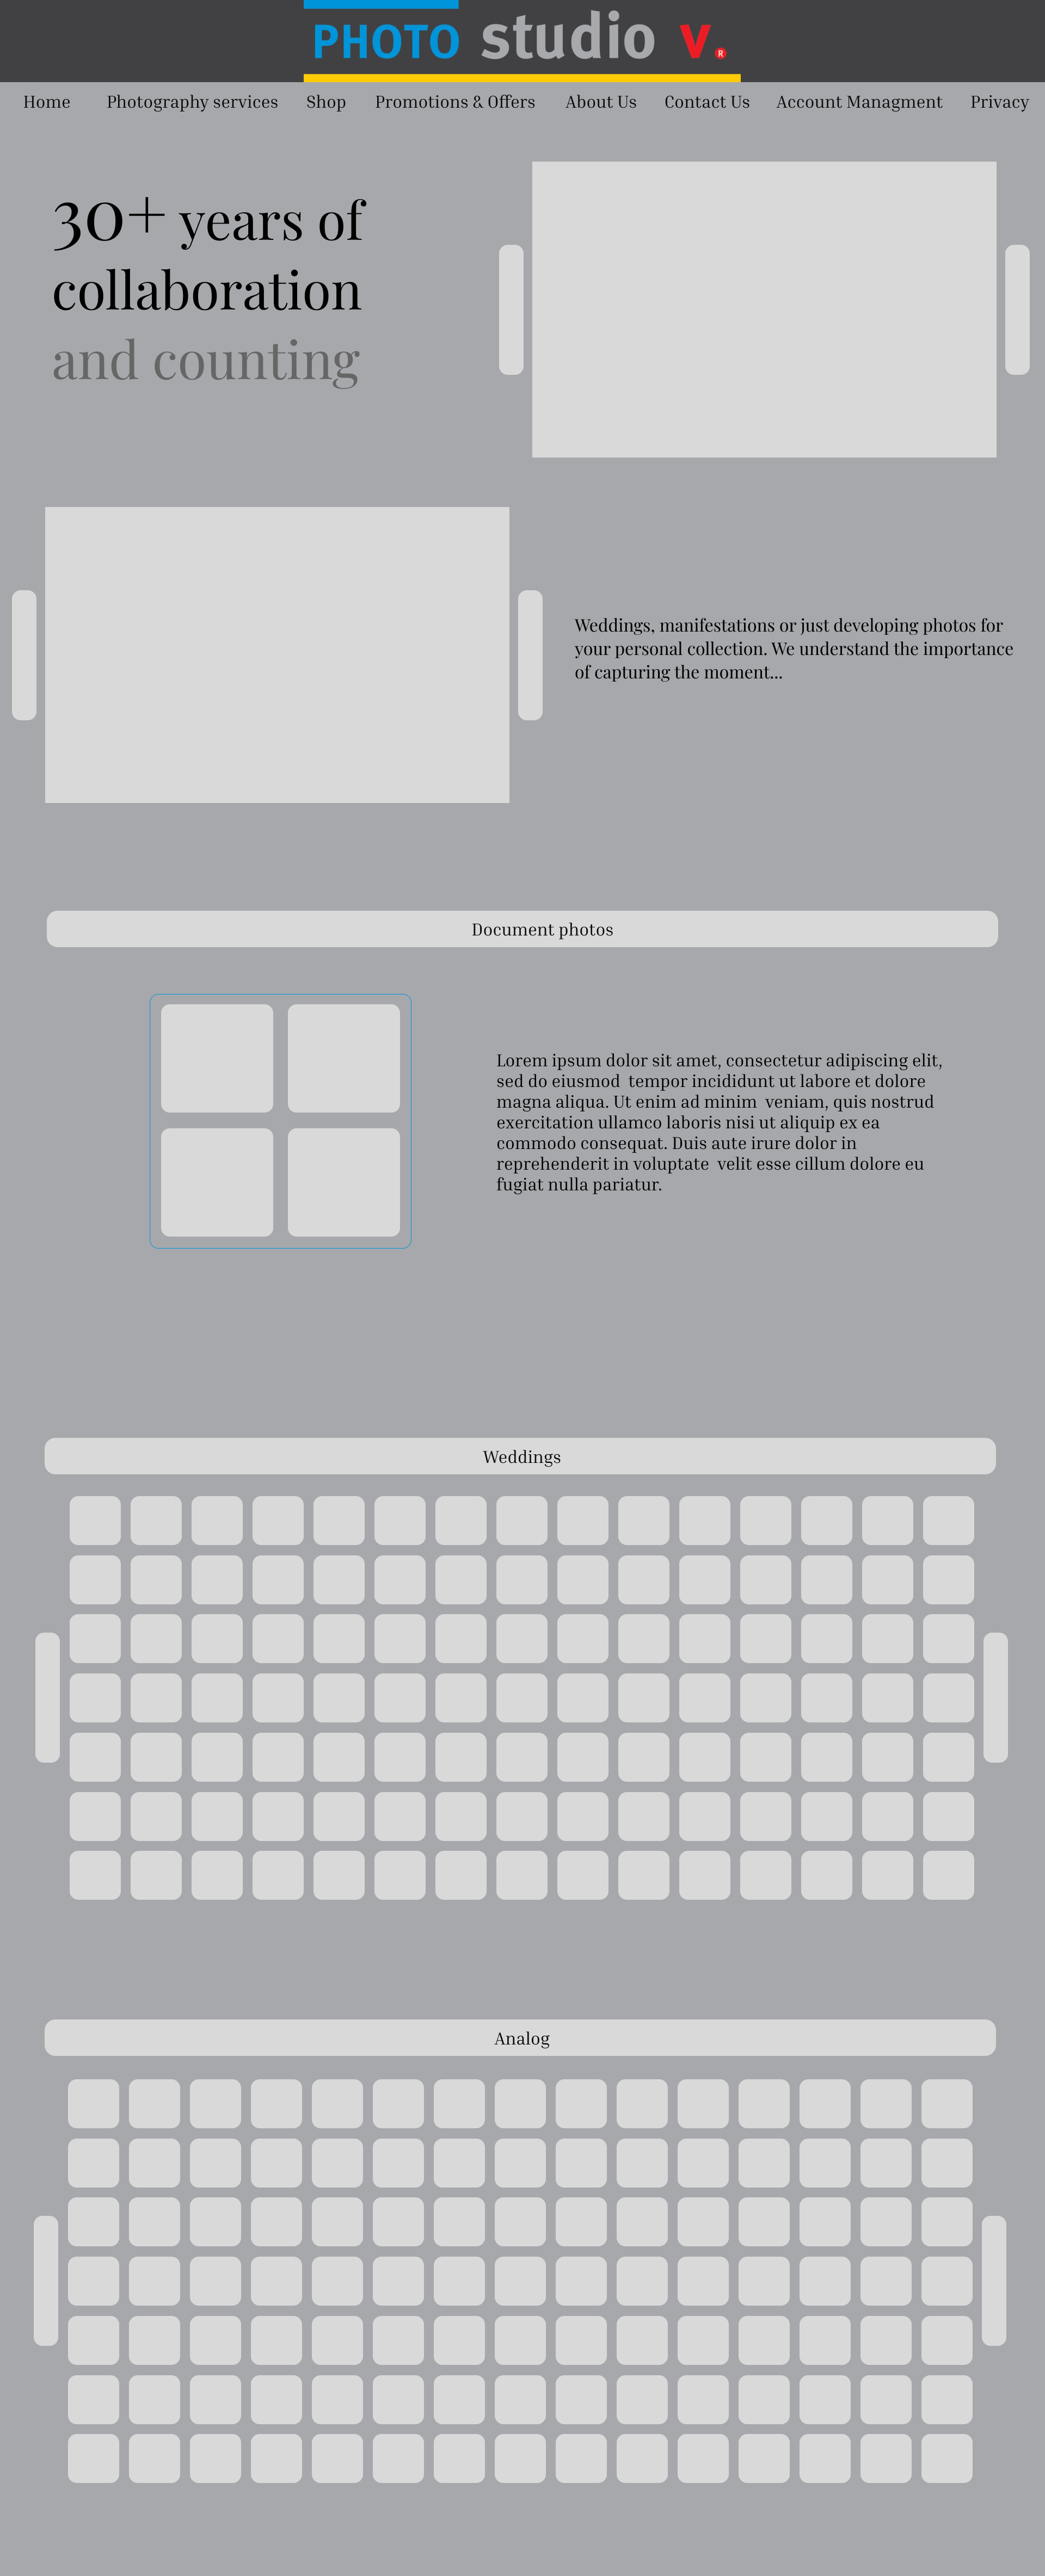 PHOTO studio v.®
Home Photography services Shop Promotions & Offers About Us Contact Us Account Managment Privacy
30+ years of
collaboration
and counting
Weddings, manifestations or just developing photos for
your personal collection. We understand the importance
of capturing the moment...
Document photos
Lorem ipsum dolor sit amet, consectetur adipiscing elit,
sed do eiusmod  tempor incididunt ut labore et dolore
magna aliqua. Ut enim ad minim  veniam, quis nostrud
exercitation ullamco laboris nisi ut aliquip ex ea
commodo consequat. Duis aute irure dolor in
reprehenderit in voluptate  velit esse cillum dolore eu
fugiat nulla pariatur.
Weddings
Analog